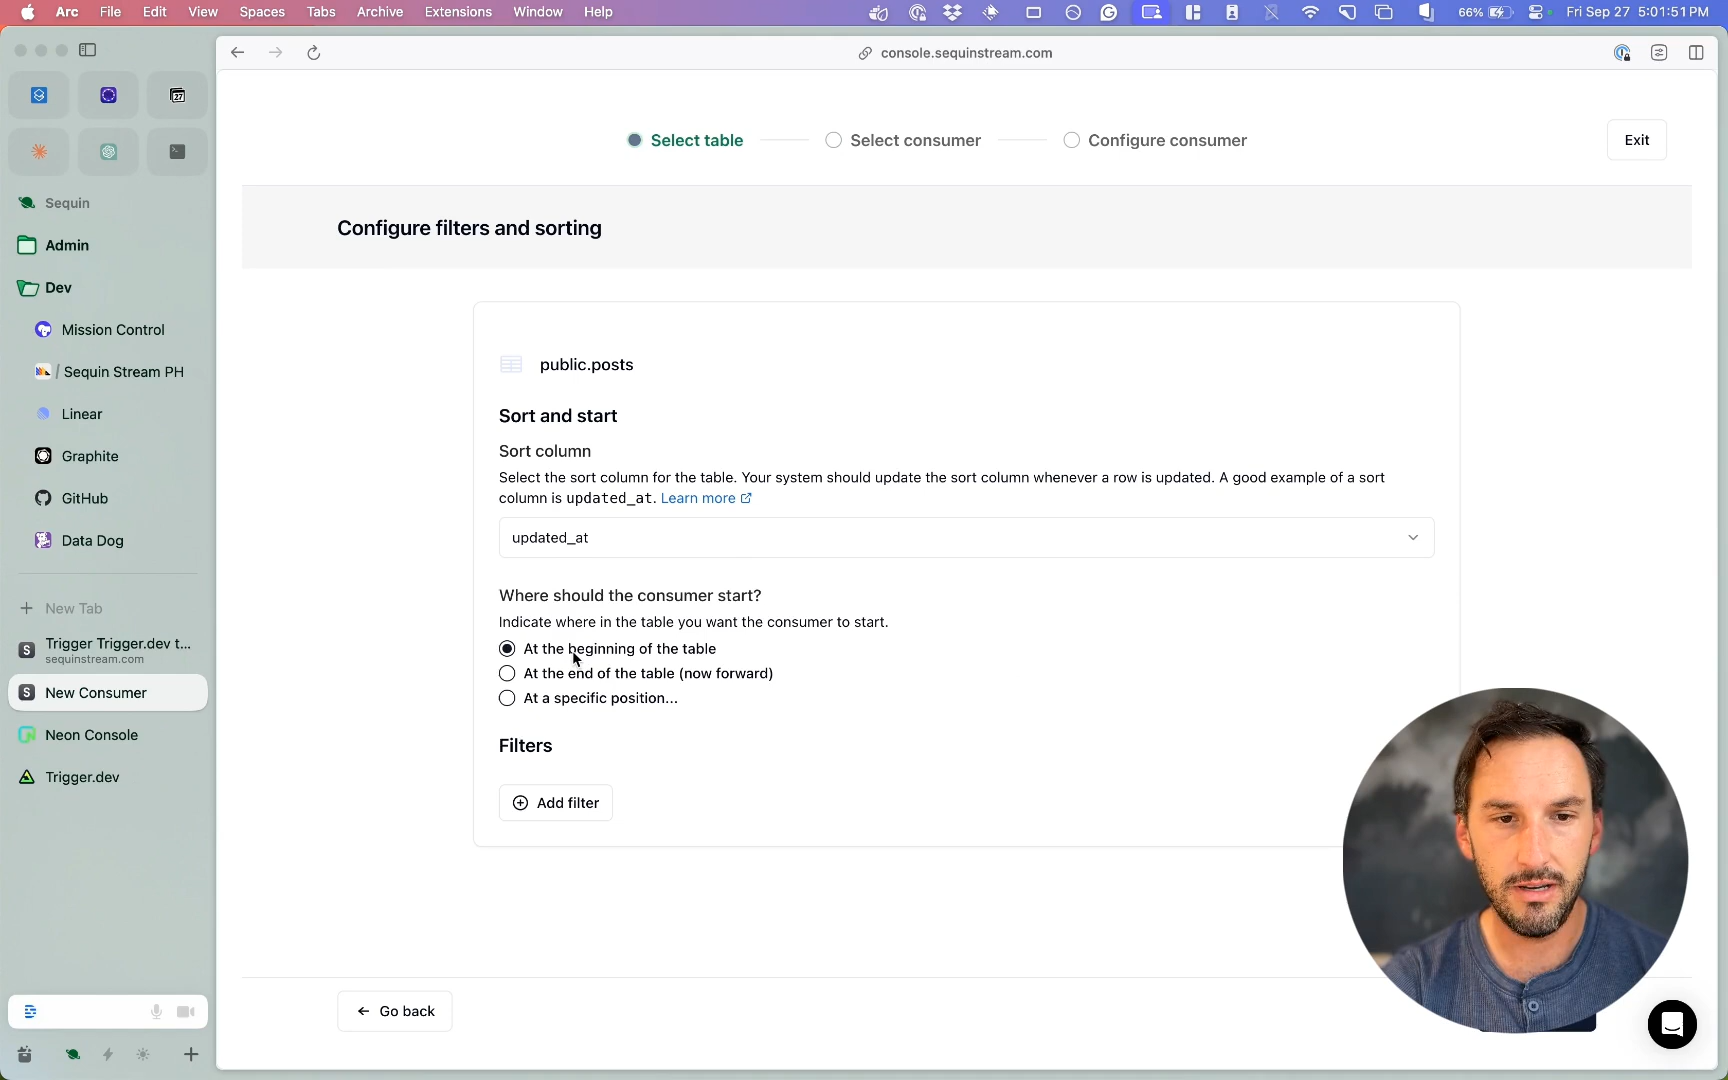 Arc File Edit View Spaces Tabs Archive Extensions Window Help 66% Fri Sep 27 5:01:51 PM
console.sequinstream.com
27
Sequin
Admin
Dev
Mission Control
/ Sequin Stream PH
Linear
Graphite
GitHub
Data Dog
New Tab
S Trigger Trigger.dev t...
sequinstream.com
S New Consumer
Neon Console
Trigger.dev
Select table
Select consumer
Configure consumer
Exit
Configure filters and sorting
public.posts
Sort and start
Sort column
Select the sort column for the table. Your system should update the sort column whenever a row is updated. A good example of a sort
column is updated_at. Learn more
updated_at
Where should the consumer start?
Indicate where in the table you want the consumer to start.
At the beginning of the table
At the end of the table (now forward)
At a specific position...
Filters
Add filter
Go back